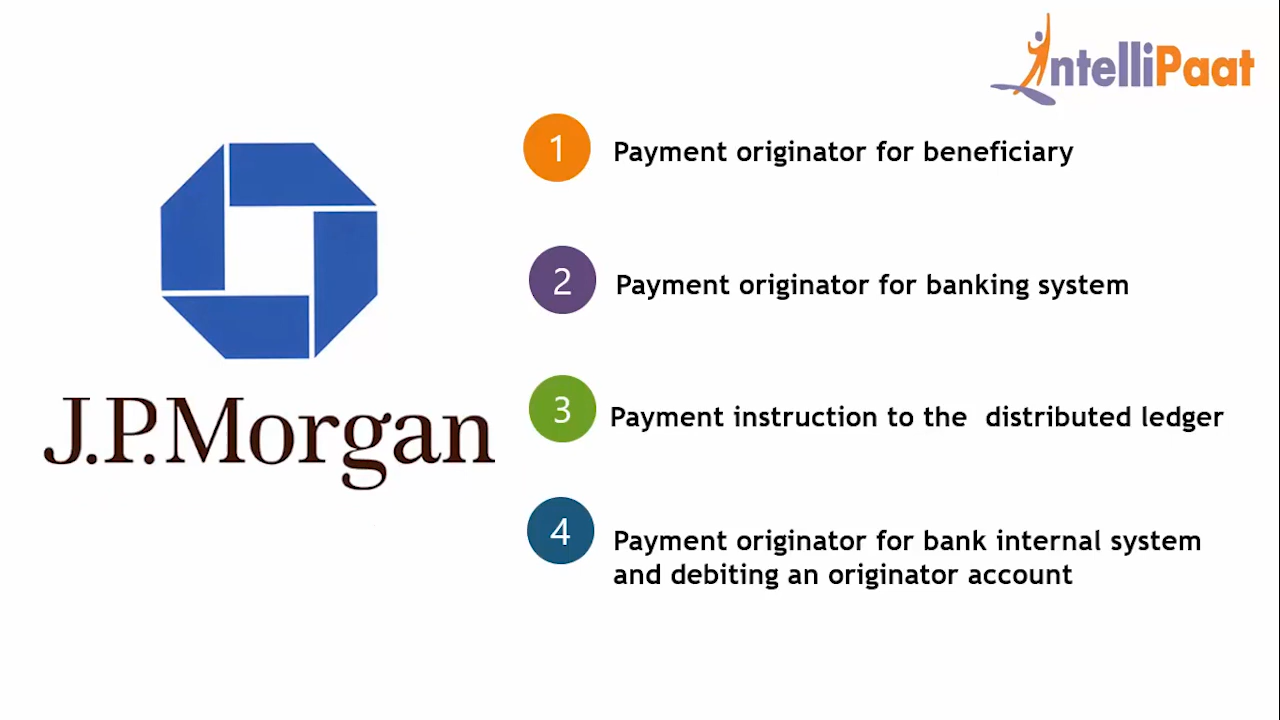 IntelliPaat
1 Payment originator for beneficiary
2 Payment originator for banking system
3 Payment instruction to the distributed ledger
4 Payment originator for bank internal system
and debiting an originator account
J.P.Morgan